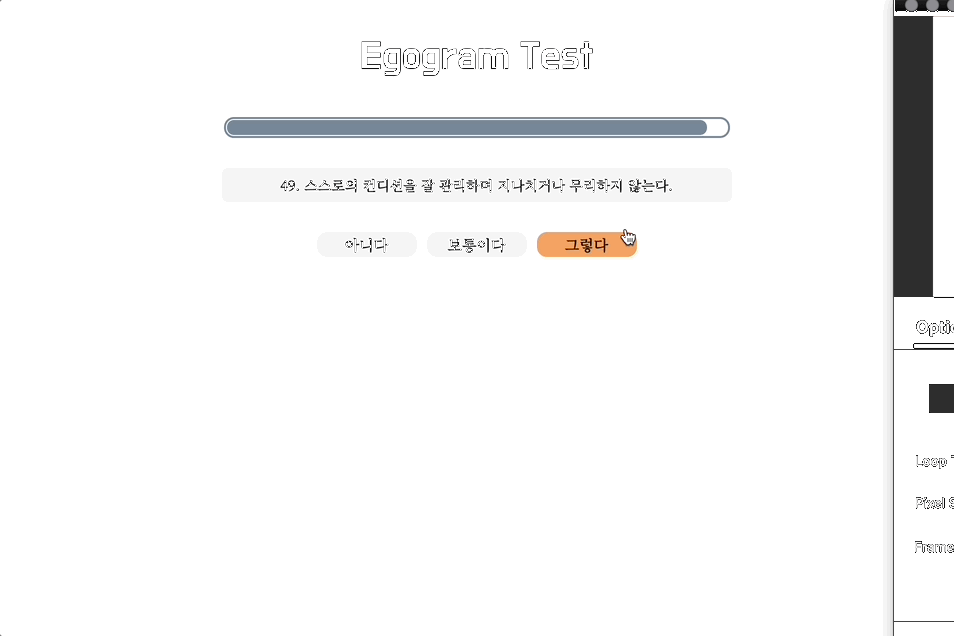 Egogram Test
49. 스스로의 컨디션을 잘 관리하며 지나치거나 무리하지 않는다.
아니다
보통이다
그렇다
Optio
Loop T
Pixel S
Frame